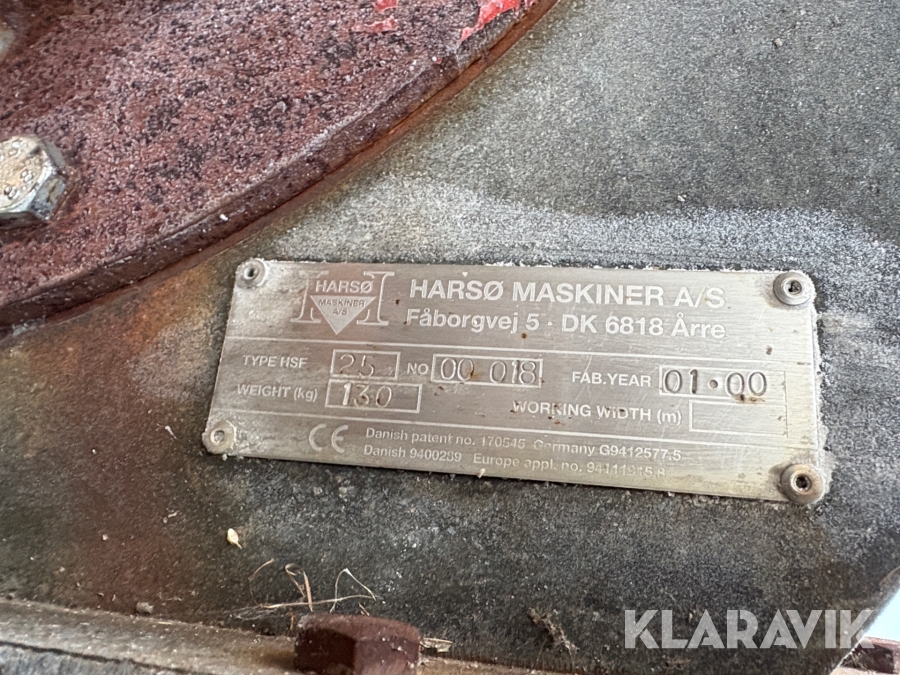 HARSØ
MASKINER
A/S
HARSØ MASKINER A/S
Fåborgvej 5 · DK 6818 Årre
TYPE HSF 25 NO 00 018 FAB.YEAR 01·00
WEIGHT (kg) 130 WORKING WIDTH (m)
CE Danish patent no. 170545 Germany G9412577.5
Danish 9400289 Europe appl. no.
KLARAVIK